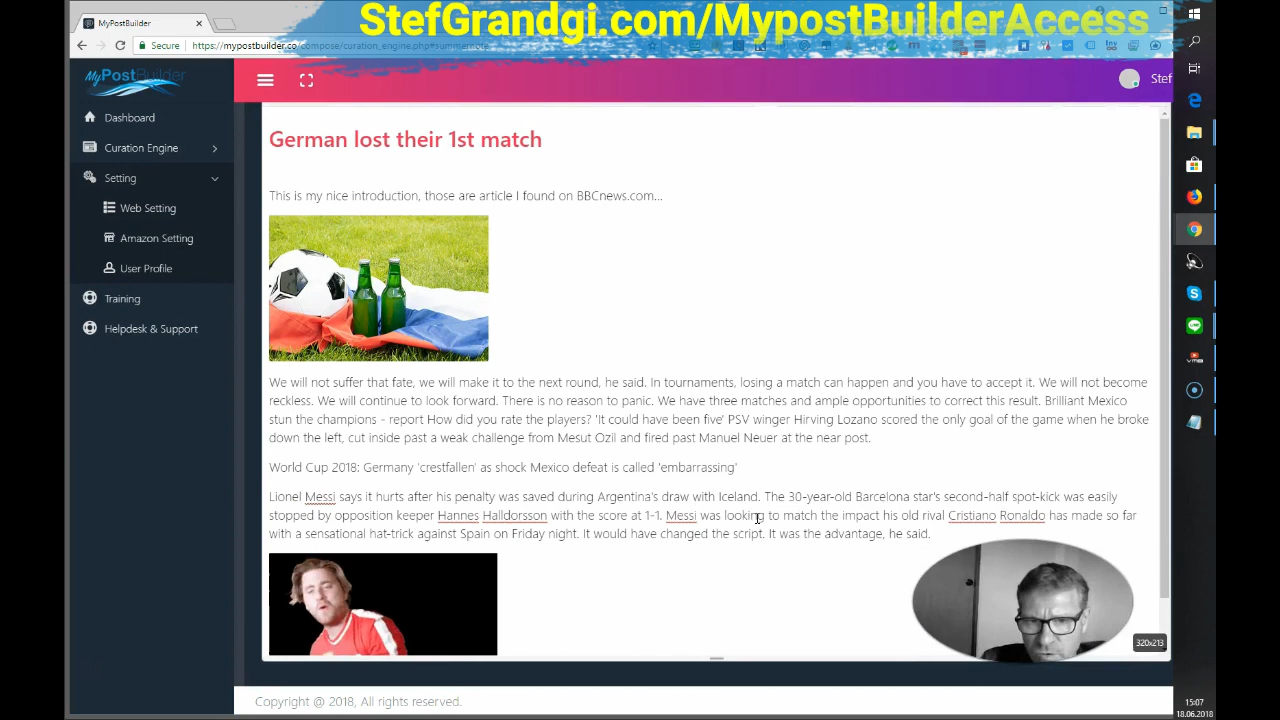 StefGrandgi.com/MypostBuilderAccess
MyPostBuilder
Secure
https://mypostbuilder.co/compose/curation_engine.php#summernote
MyPostBuilder
Stef
Dashboard
Curation Engine
Setting
Web Setting
Amazon Setting
User Profile
Training
Helpdesk & Support
German lost their 1st match
This is my nice introduction, those are article I found on BBCnews.com...
We will not suffer that fate, we will make it to the next round, he said. In tournaments, losing a match can happen and you have to accept it. We will not become
reckless. We will continue to look forward. There is no reason to panic. We have three matches and ample opportunities to correct this result. Brilliant Mexico
stun the champions - report How did you rate the players? 'It could have been five' PSV winger Hirving Lozano scored the only goal of the game when he broke
down the left, cut inside past a weak challenge from Mesut Ozil and fired past Manuel Neuer at the near post.
World Cup 2018: Germany 'crestfallen' as shock Mexico defeat is called 'embarrassing'
Lionel Messi says it hurts after his penalty was saved during Argentina's draw with Iceland. The 30-year-old Barcelona star's second-half spot-kick was easily
stopped by opposition keeper Hannes Halldorsson with the score at 1-1. Messi was looking to match the impact his old rival Cristiano Ronaldo has made so far
with a sensational hat-trick against Spain on Friday night. It would have changed the script. It was the advantage, he said.
320x213
Copyright @ 2018, All rights reserved.
15:07
18.06.2018